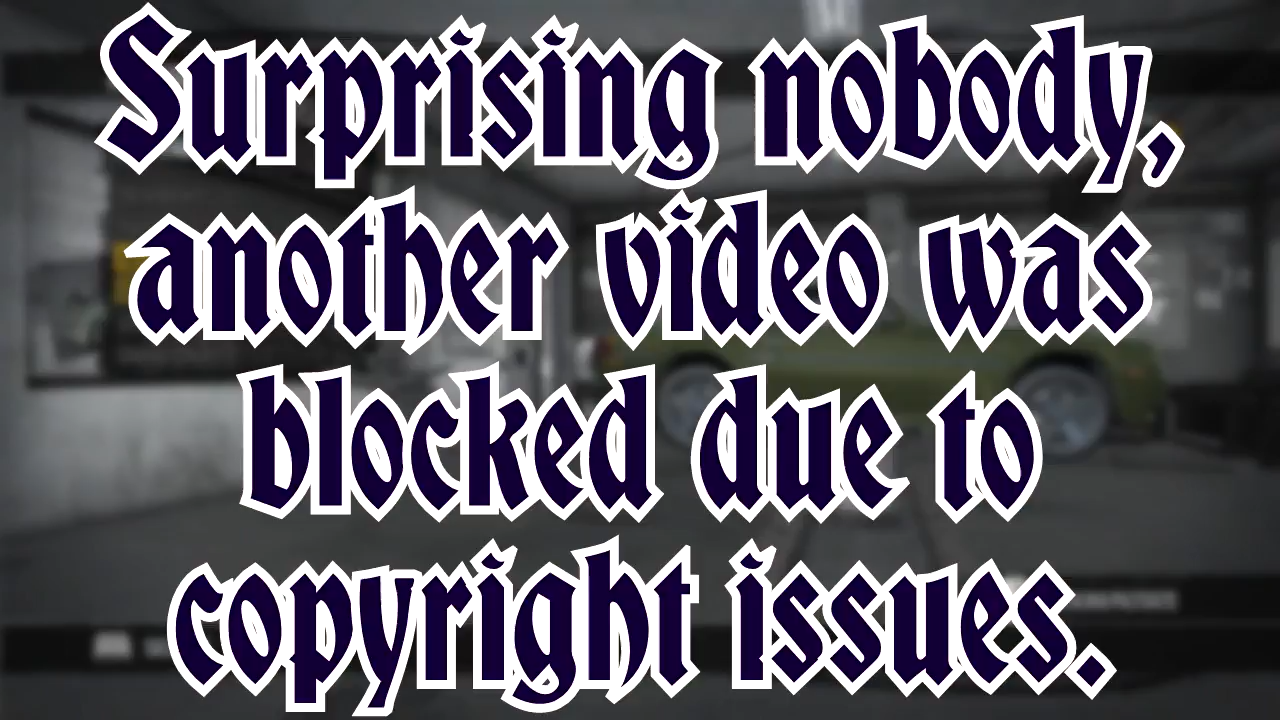 Surprising nobody,
another video was
blocked due to
copyright issues.